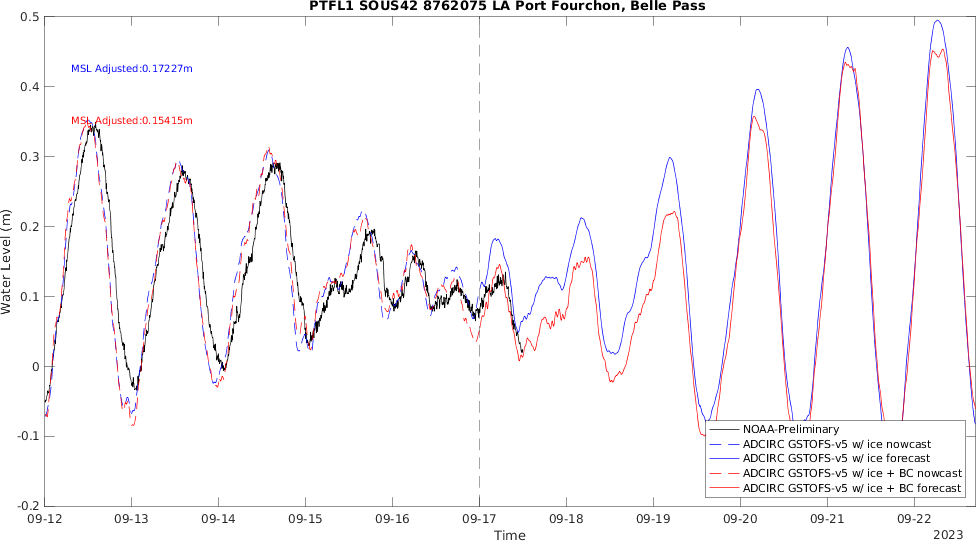 PTFL1 SOUS42 8762075 LA Port Fourchon, Belle Pass
0.5
0.4
0.3
0.2
0.1
0
-0.1
-0.2
Water Level (m)
MSL Adjusted:0.17227m
MSL Adjusted:0.15415m
NOAA-Preliminary
ADCIRC GSTOFS-v5 w/ ice nowcast
ADCIRC GSTOFS-v5 w/ ice forecast
ADCIRC GSTOFS-v5 w/ ice + BC nowcast
ADCIRC GSTOFS-v5 w/ ice + BC forecast
09-12 09-13 09-14 09-15 09-16 09-17 09-18 09-19 09-20 09-21 09-22
Time
2023